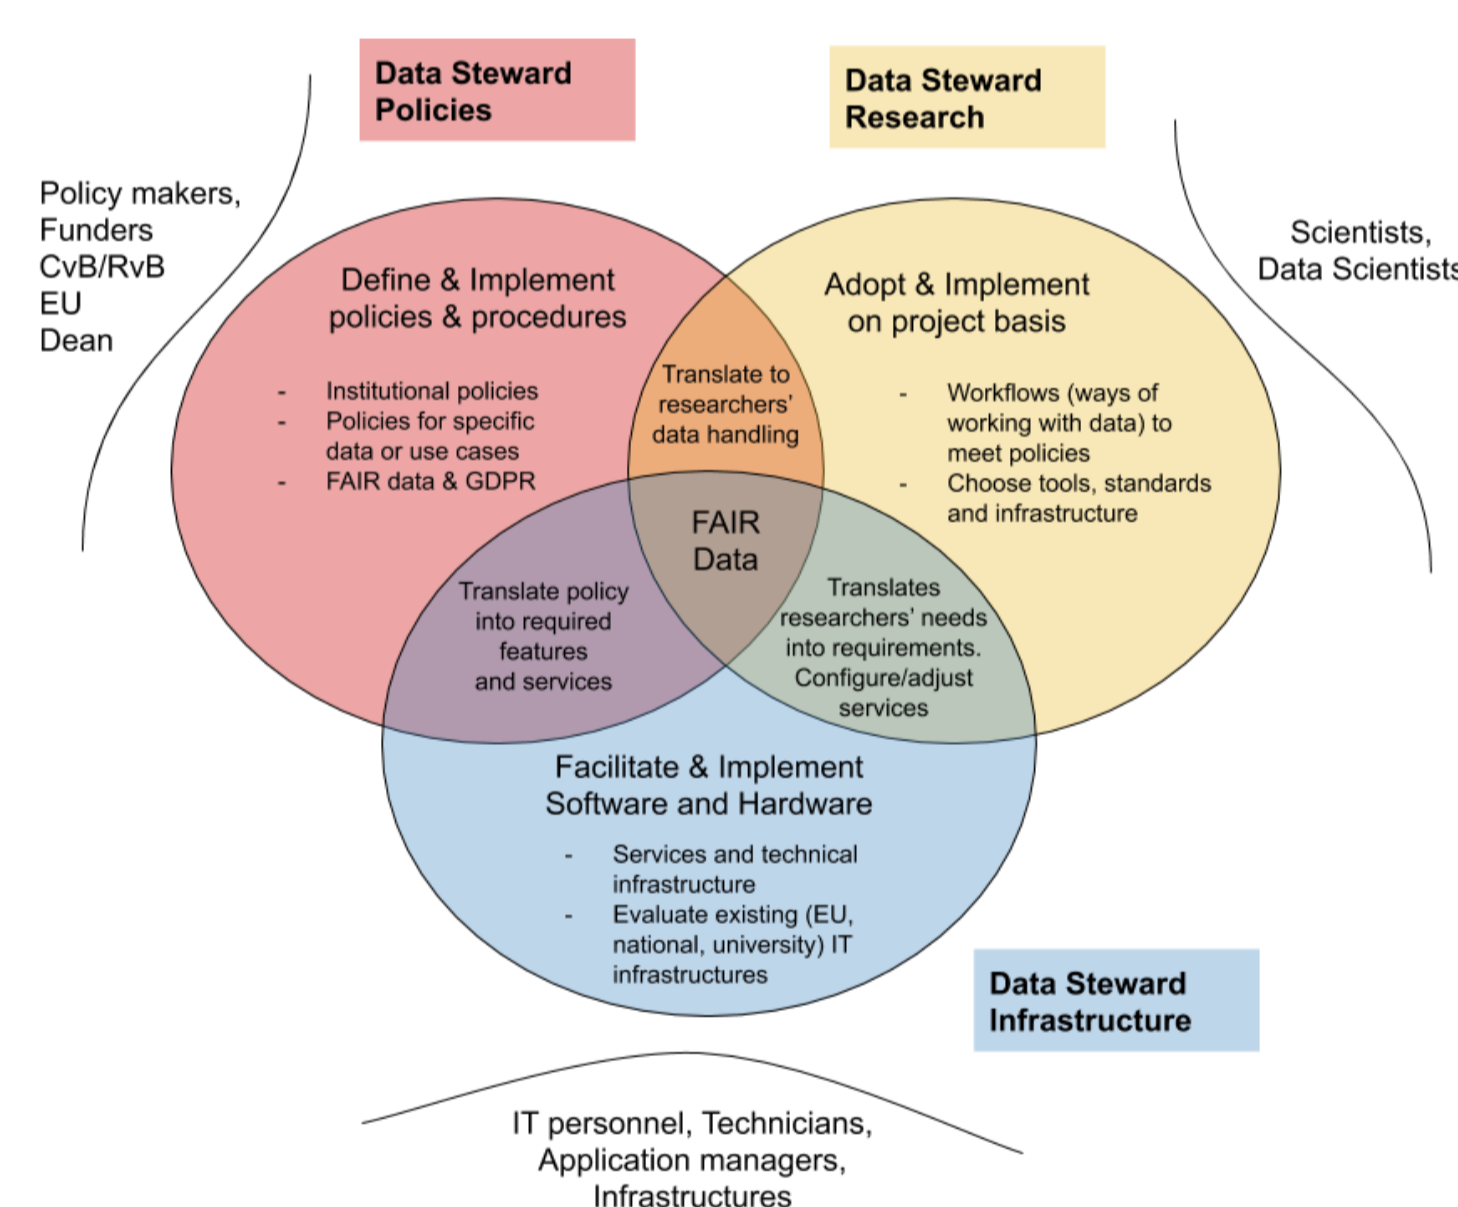 Data Steward
Policies
Data Steward
Research
Policy makers,
Funders
CvB/RvB
EU
Dean
Scientists,
Data Scientists
Define & Implement
policies & procedures
- Institutional policies
- Policies for specific
data or use cases
- FAIR data & GDPR
Translate to
researchers’
data handling
Adopt & Implement
on project basis
- Workflows (ways of
working with data) to
meet policies
- Choose tools, standards
and infrastructure
FAIR
Data
Translate policy
into required
features
and services
Translates
researchers’ needs
into requirements.
Configure/adjust
services
Facilitate & Implement
Software and Hardware
- Services and technical
infrastructure
- Evaluate existing (EU,
national, university) IT
infrastructures
Data Steward
Infrastructure
IT personnel, Technicians,
Application managers,
Infrastructures